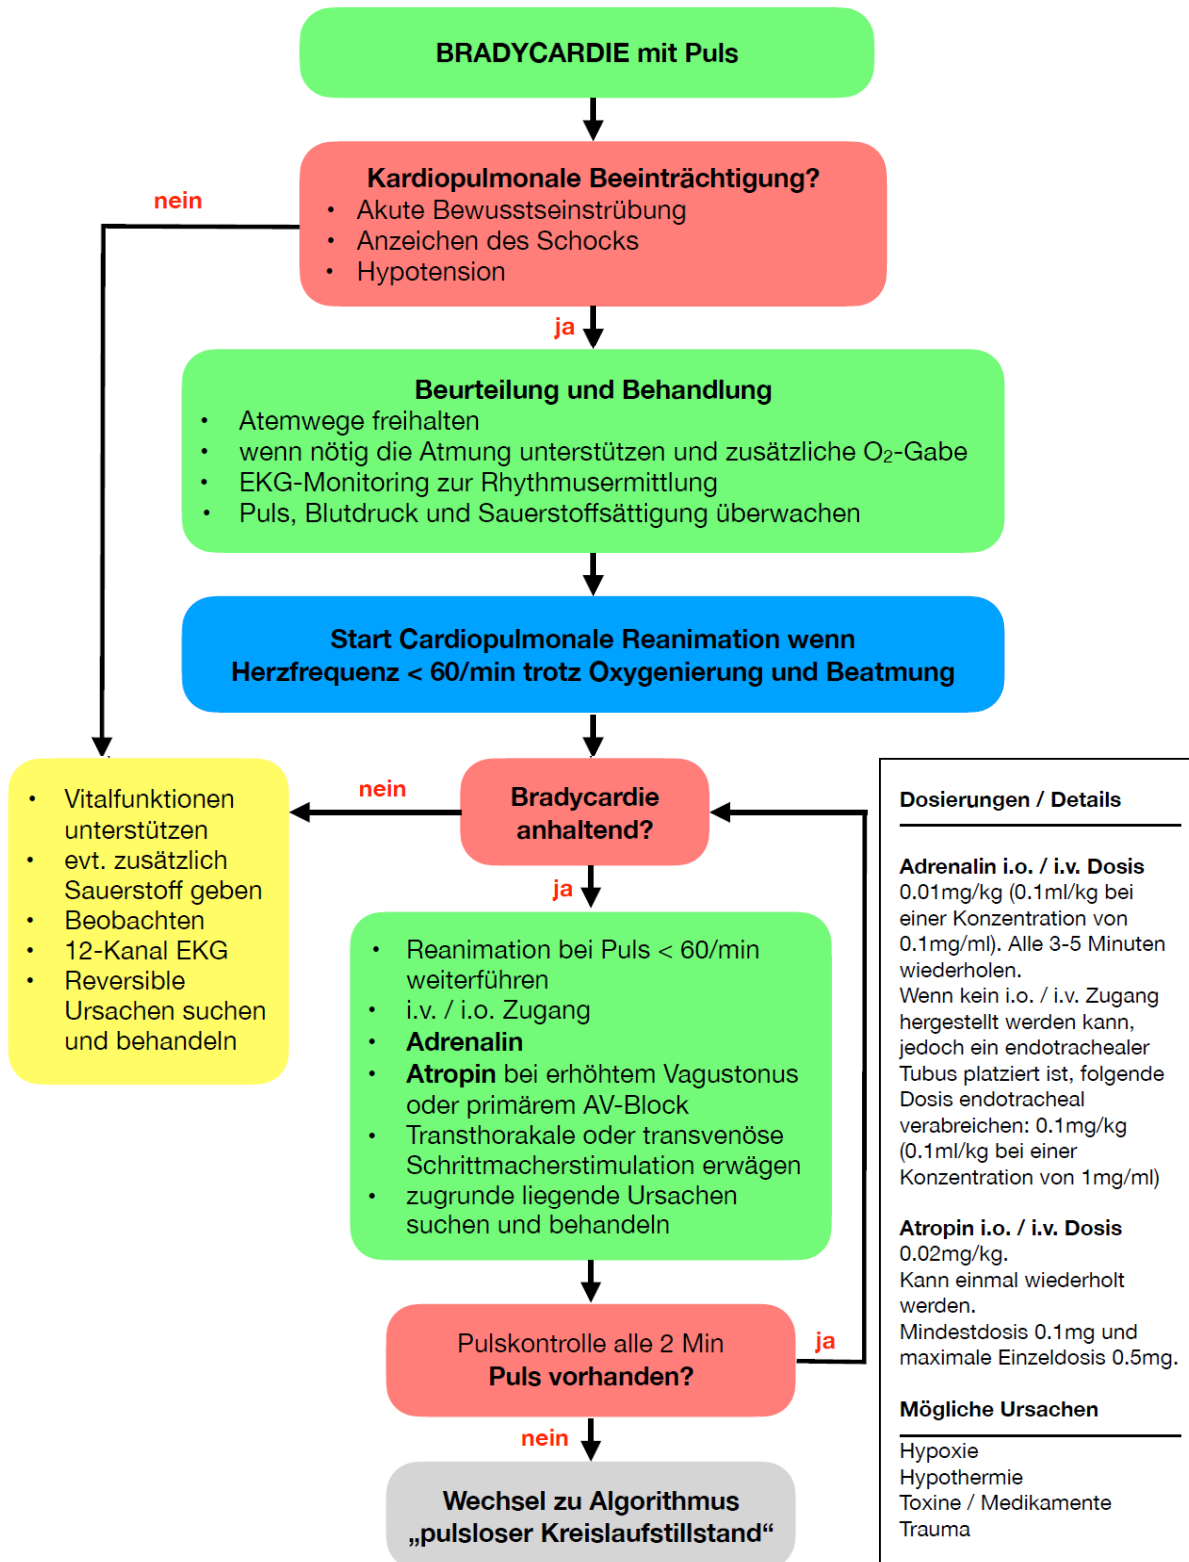 BRADYCARDIE mit Puls
Kardiopulmonale Beeinträchtigung?
• Akute Bewusstseinstrübung
• Anzeichen des Schocks
• Hypotension
nein
ja
Beurteilung und Behandlung
• Atemwege freihalten
• wenn nötig die Atmung unterstützen und zusätzliche O₂-Gabe
• EKG-Monitoring zur Rhythmusermittlung
• Puls, Blutdruck und Sauerstoffsättigung überwachen
Start Cardiopulmonale Reanimation wenn
Herzfrequenz < 60/min trotz Oxygenierung und Beatmung
Bradycardie
anhaltend?
nein
• Vitalfunktionen
unterstützen
• evt. zusätzlich
Sauerstoff geben
• Beobachten
• 12-Kanal EKG
• Reversible
Ursachen suchen
und behandeln
ja
• Reanimation bei Puls < 60/min
weiterführen
• i.v. / i.o. Zugang
• Adrenalin
• Atropin bei erhöhtem Vagustonus
oder primärem AV-Block
• Transthorakale oder transvenöse
Schrittmacherstimulation erwägen
• zugrunde liegende Ursachen
suchen und behandeln
Pulskontrolle alle 2 Min
Puls vorhanden?
ja
nein
Wechsel zu Algorithmus
„pulsloser Kreislaufstillstand“
Dosierungen / Details
Adrenalin i.o. / i.v. Dosis
0.01mg/kg (0.1ml/kg bei
einer Konzentration von
0.1mg/ml). Alle 3-5 Minuten
wiederholen.
Wenn kein i.o. / i.v. Zugang
hergestellt werden kann,
jedoch ein endotrachealer
Tubus platziert ist, folgende
Dosis endotracheal
verabreichen: 0.1mg/kg
(0.1ml/kg bei einer
Konzentration von 1mg/ml)
Atropin i.o. / i.v. Dosis
0.02mg/kg.
Kann einmal wiederholt
werden.
Mindestdosis 0.1mg und
maximale Einzeldosis 0.5mg.
Mögliche Ursachen
Hypoxie
Hypothermie
Toxine / Medikamente
Trauma